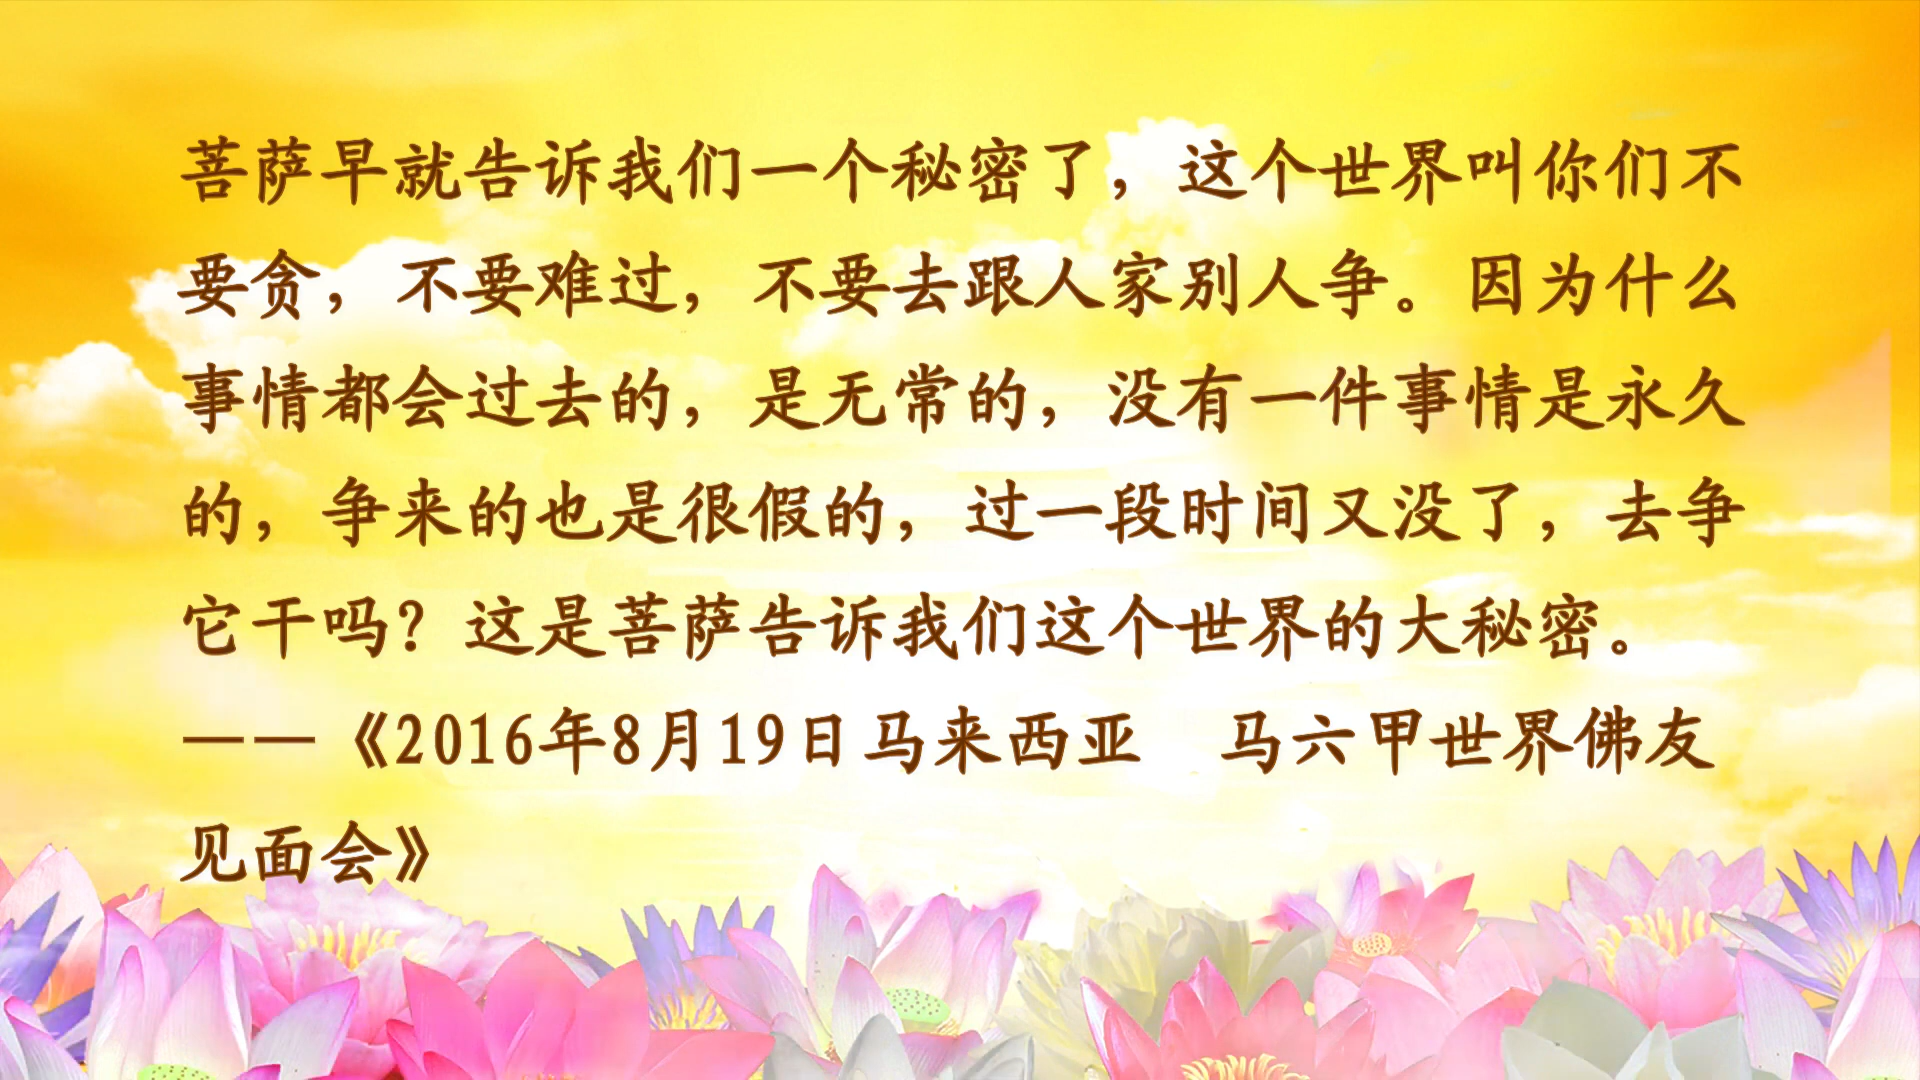 菩萨早就告诉我们一个秘密了，这个世界叫你们不
要贪，不要难过，不要去跟人家别人争。因为什么
事情都会过去的，是无常的，没有一件事情是永久
的，争来的也是很假的，过一段时间又没了，去争
它干吗？这是菩萨告诉我们这个世界的大秘密。
——《2016年8月19日马来西亚　马六甲世界佛友
见面会》